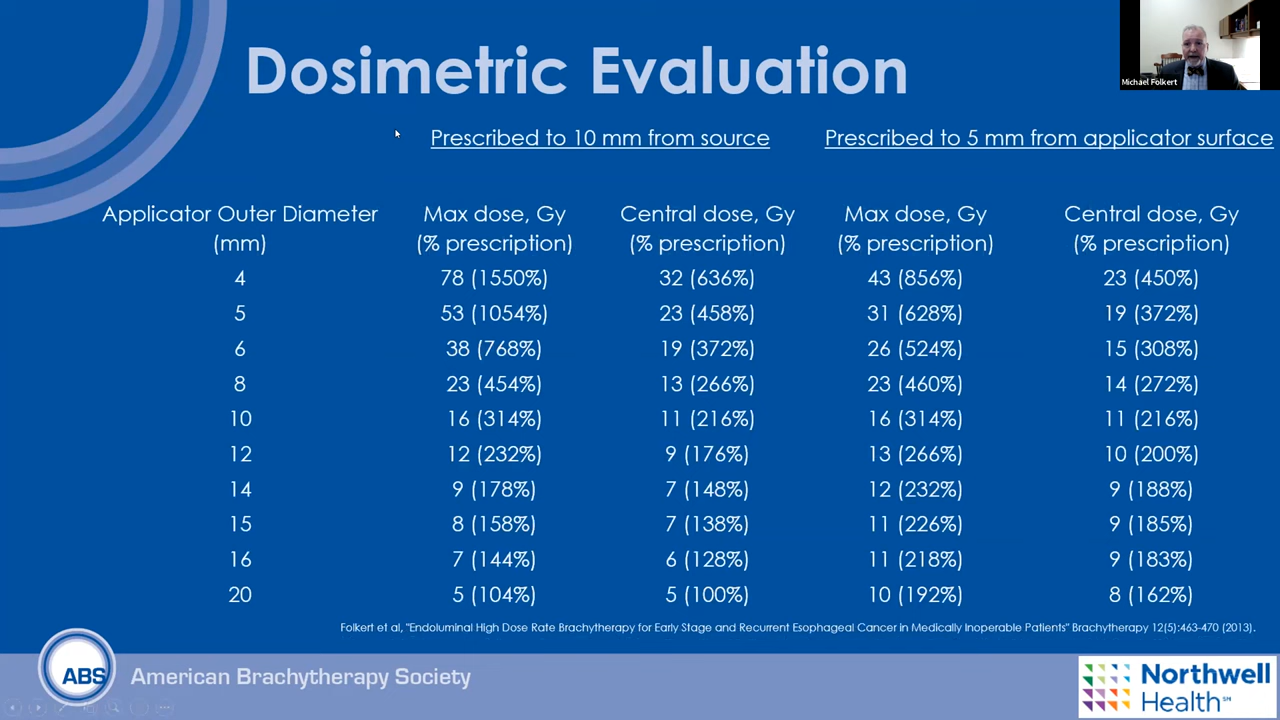 Dosimetric Evaluation
Michael Folkert
Prescribed to 10 mm from source Prescribed to 5 mm from applicator surface
Applicator Outer Diameter Max dose, Gy Central dose, Gy Max dose, Gy Central dose, Gy
(mm) (% prescription) (% prescription) (% prescription) (% prescription)
4 78 (1550%) 32 (636%) 43 (856%) 23 (450%)
5 53 (1054%) 23 (458%) 31 (628%) 19 (372%)
6 38 (768%) 19 (372%) 26 (524%) 15 (308%)
8 23 (454%) 13 (266%) 23 (460%) 14 (272%)
10 16 (314%) 11 (216%) 16 (314%) 11 (216%)
12 12 (232%) 9 (176%) 13 (266%) 10 (200%)
14 9 (178%) 7 (148%) 12 (232%) 9 (188%)
15 8 (158%) 7 (138%) 11 (226%) 9 (185%)
16 7 (144%) 6 (128%) 11 (218%) 9 (183%)
20 5 (104%) 5 (100%) 10 (192%) 8 (162%)
Folkert et al, "Endoluminal High Dose Rate Brachytherapy for Early Stage and Recurrent Esophageal Cancer in Medically Inoperable Patients" Brachytherapy 12(5):463-470 (2013).
ABS American Brachytherapy Society
Northwell
Health℠